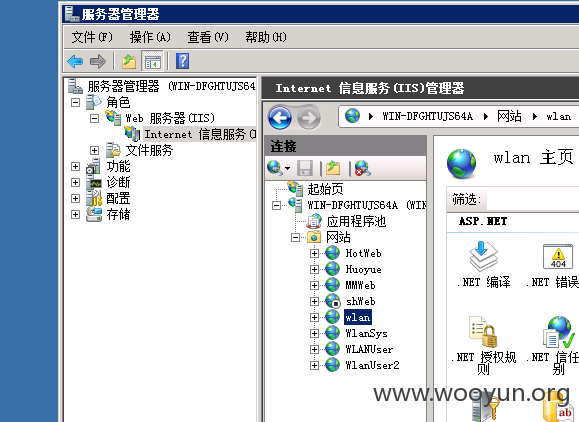 服务器管理器
文件(F) 操作(A) 查看(V) 帮助(H)
服务器管理器 (WIN-DFGHTUJS64
角色
Web 服务器(IIS)
Internet 信息服务(I
文件服务
功能
诊断
配置
存储
Internet 信息服务(IIS)管理器
WIN-DFGHTUJS64A 网站 wlan
连接
起始页
WIN-DFGHTUJS64A (WIN
应用程序池
网站
HotWeb
Huoyue
MMWeb
shWeb
wlan
WlanSys
WLANUser
WlanUser2
wlan 主页
筛选:
ASP.NET
404
.NET 编译
.NET 错误
.NET 授权规则
.NET 信任
别
ab
www.wooyun.org